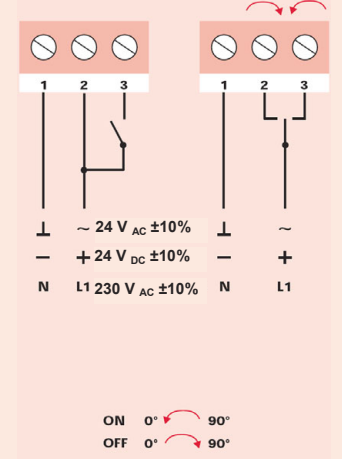 1 2 3 1 2 3
⊥ ~ 24 V AC ±10% ⊥ ~
− + 24 V DC ±10% − +
N L1 230 V AC ±10% N L1
ON 0° 90°
OFF 0° 90°